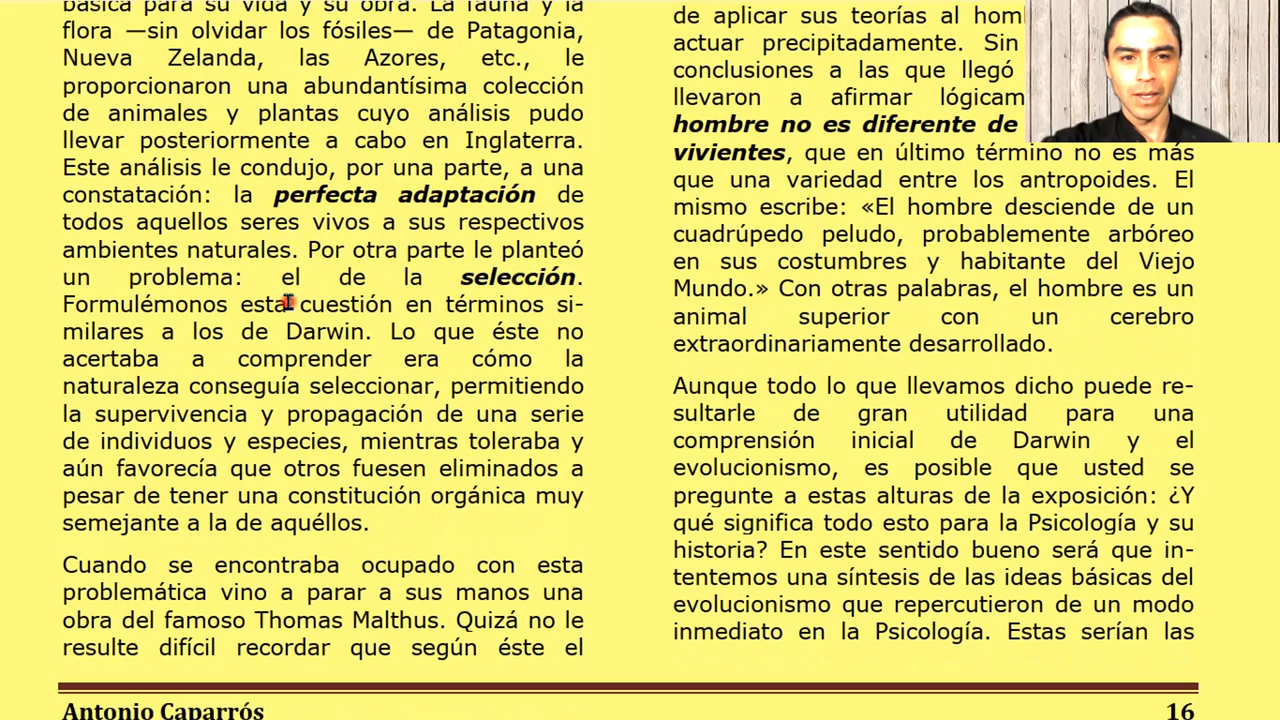 básica para su vida y su obra. La fauna y la
flora —sin olvidar los fósiles— de Patagonia,
Nueva Zelanda, las Azores, etc., le
proporcionaron una abundantísima colección
de animales y plantas cuyo análisis pudo
llevar posteriormente a cabo en Inglaterra.
Este análisis le condujo, por una parte, a una
constatación: la perfecta adaptación de
todos aquellos seres vivos a sus respectivos
ambientes naturales. Por otra parte le planteó
un problema: el de la selección.
Formulémonos esta cuestión en términos si-
milares a los de Darwin. Lo que éste no
acertaba a comprender era cómo la
naturaleza conseguía seleccionar, permitiendo
la supervivencia y propagación de una serie
de individuos y especies, mientras toleraba y
aún favorecía que otros fuesen eliminados a
pesar de tener una constitución orgánica muy
semejante a la de aquéllos.
Cuando se encontraba ocupado con esta
problemática vino a parar a sus manos una
obra del famoso Thomas Malthus. Quizá no le
resulte difícil recordar que según éste el
de aplicar sus teorías al
actuar precipitadamente. Sin
conclusiones a las que llegó
llevaron a afirmar
hombre no es diferente de
vivientes, que en último término no es más
que una variedad entre los antropoides. El
mismo escribe: «El hombre desciende de un
cuadrúpedo peludo, probablemente arbóreo
en sus costumbres y habitante del Viejo
Mundo.» Con otras palabras, el hombre es un
animal superior con un cerebro
extraordinariamente desarrollado.
Aunque todo lo que llevamos dicho puede re-
sultarle de gran utilidad para una
comprensión inicial de Darwin y el
evolucionismo, es posible que usted se
pregunte a estas alturas de la exposición: ¿Y
qué significa todo esto para la Psicología y su
historia? En este sentido bueno será que in-
tentemos una síntesis de las ideas básicas del
evolucionismo que repercutieron de un modo
inmediato en la Psicología. Estas serían las
Antonio Caparrós
16